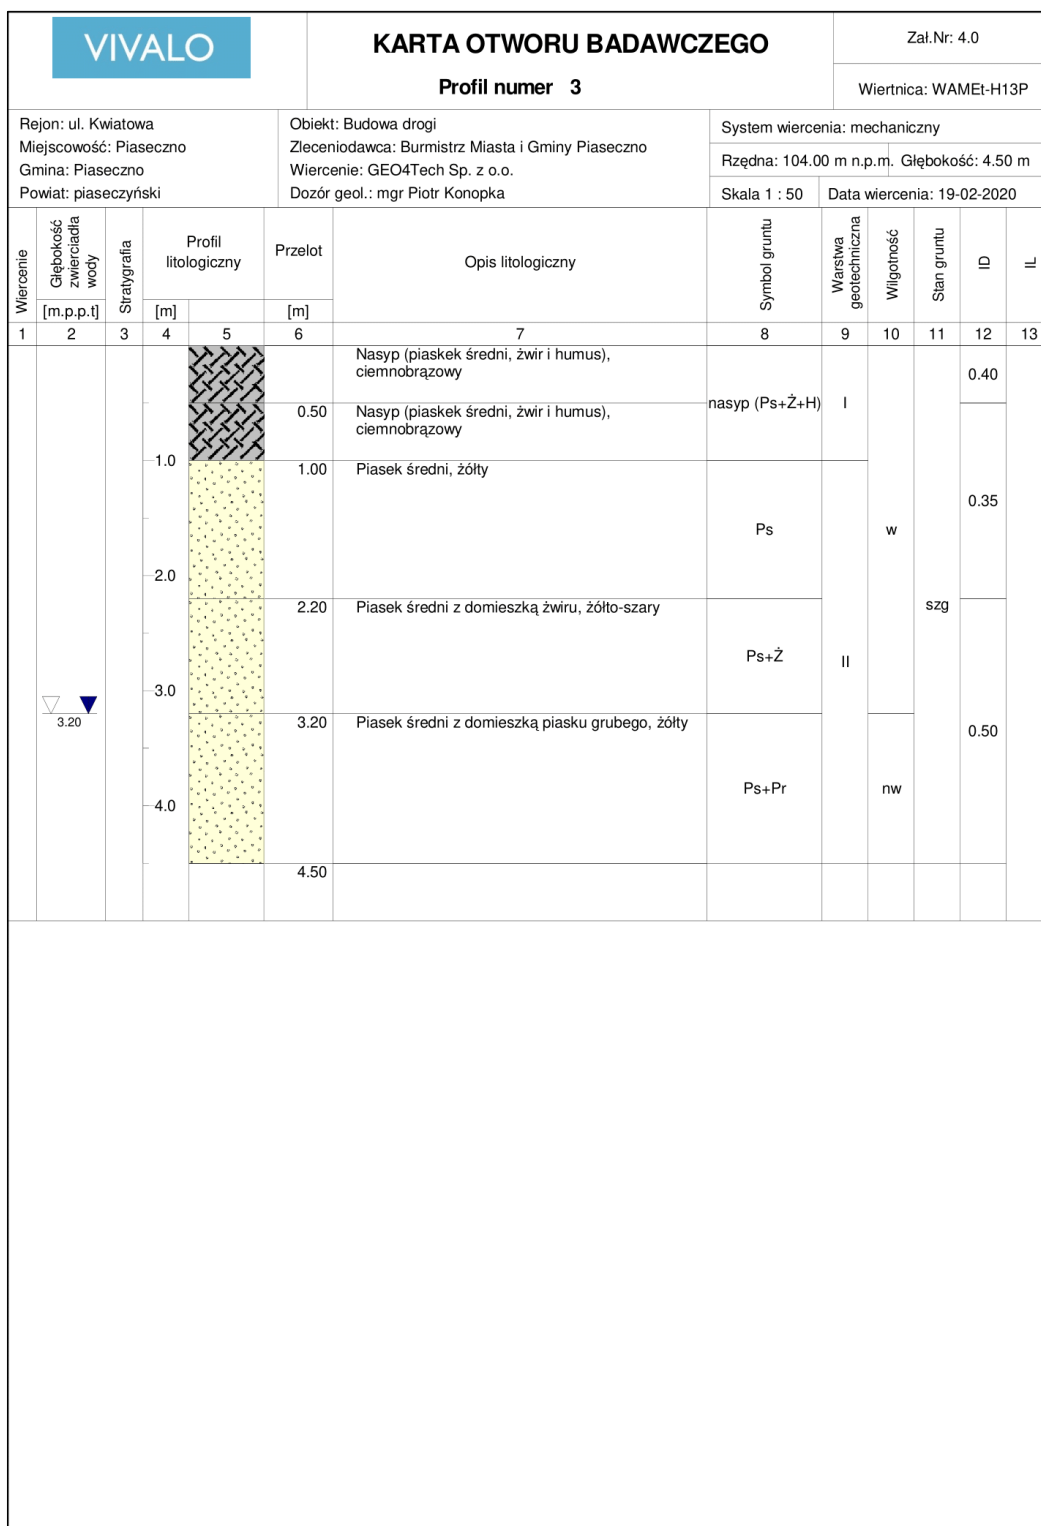 VIVALO
KARTA OTWORU BADAWCZEGO
Profil numer 3
Zał.Nr: 4.0
Wiertnica: WAMEt-H13P
Rejon: ul. Kwiatowa
Miejscowość: Piaseczno
Gmina: Piaseczno
Powiat: piaseczyński
Obiekt: Budowa drogi
Zleceniodawca: Burmistrz Miasta i Gminy Piaseczno
Wiercenie: GEO4Tech Sp. z o.o.
Dozór geol.: mgr Piotr Konopka
System wiercenia: mechaniczny
Rzędna: 104.00 m n.p.m. Głębokość: 4.50 m
Skala 1 : 50 Data wiercenia: 19-02-2020
Wiercenie
Głębokość
zwierciadła
wody
[m.p.p.t]
Stratygrafia
Profil
litologiczny
[m]
Przelot
[m]
Opis litologiczny
Symbol gruntu
Warstwa
geotechniczna
Wilgotność
Stan gruntu
ID
IL
1 2 3 4 5 6 7 8 9 10 11 12 13
Nasyp (piaskek średni, żwir i humus),
ciemnobrązowy
0.40
nasyp (Ps+Ż+H) I
0.50 Nasyp (piaskek średni, żwir i humus),
ciemnobrązowy
1.0
1.00 Piasek średni, żółty
0.35
Ps w
2.0
2.20 Piasek średni z domieszką żwiru, żółto-szary
szg
Ps+Ż II
3.0
3.20
3.20 Piasek średni z domieszką piasku grubego, żółty
0.50
Ps+Pr nw
4.0
4.50